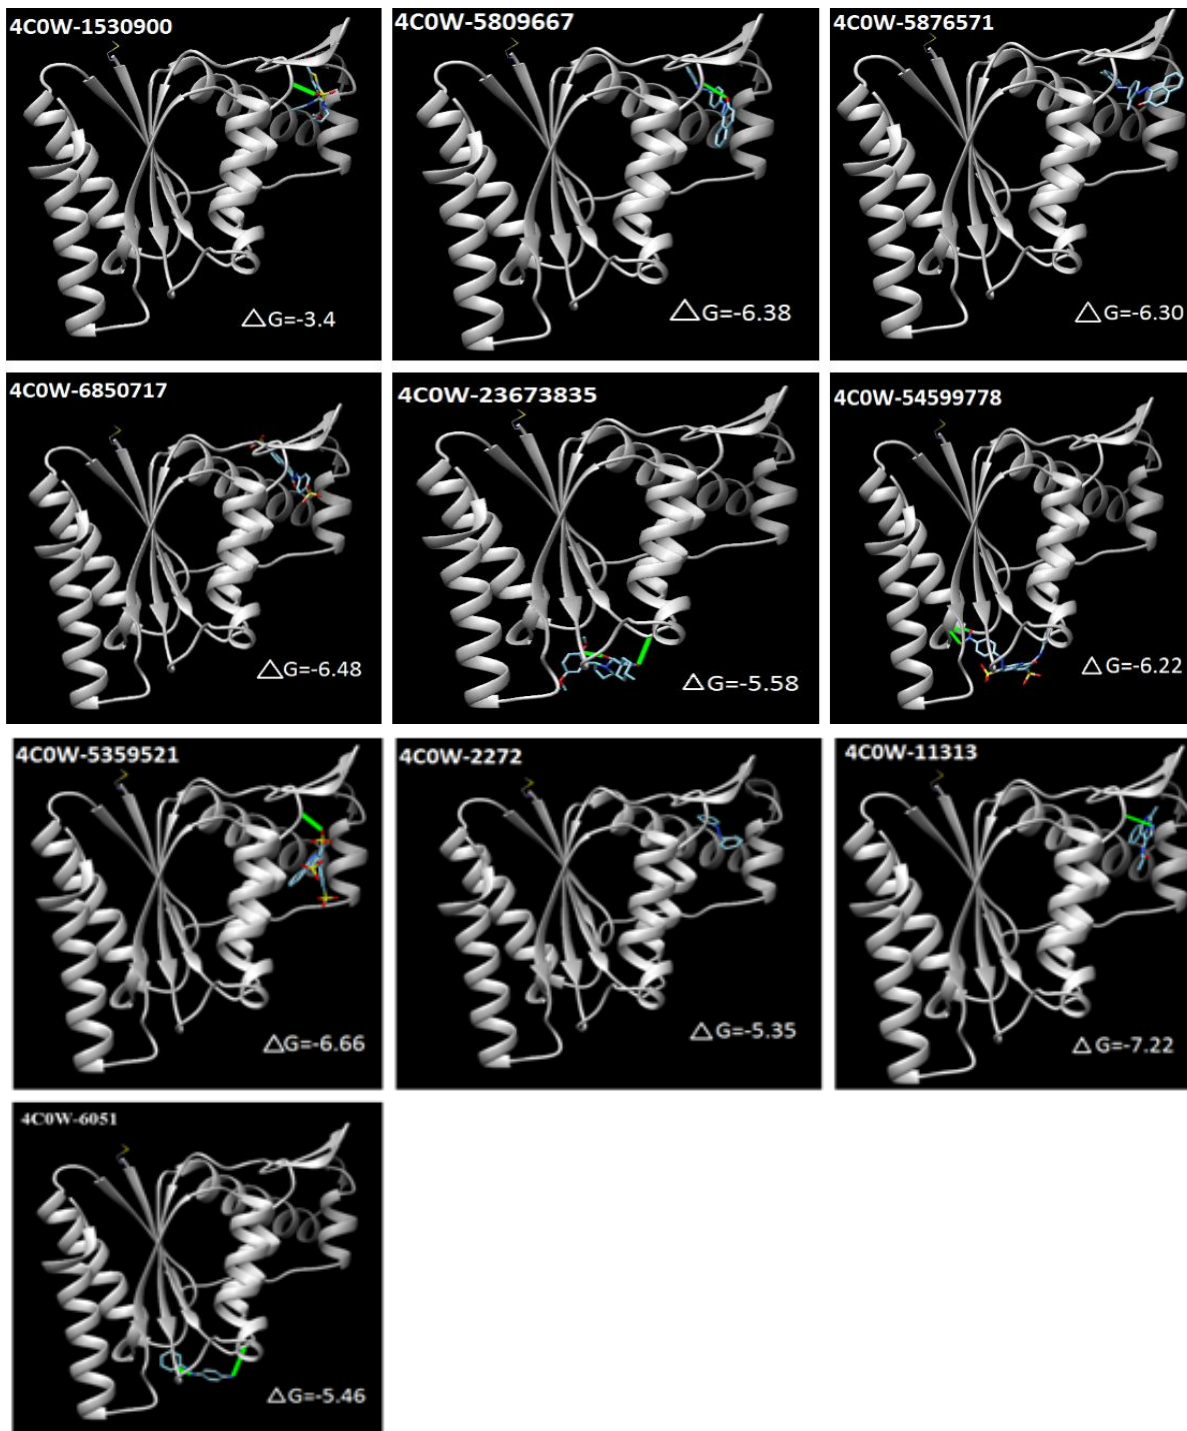 4C0W-1530900
△G=-3.4
4C0W-5809667
△G=-6.38
4C0W-5876571
△G=-6.30
4C0W-6850717
△G=-6.48
4C0W-23673835
△G=-5.58
4C0W-54599778
△G=-6.22
4C0W-5359521
△G=-6.66
4C0W-2272
△G=-5.35
4C0W-11313
△G=-7.22
4C0W-6051
△G=-5.46